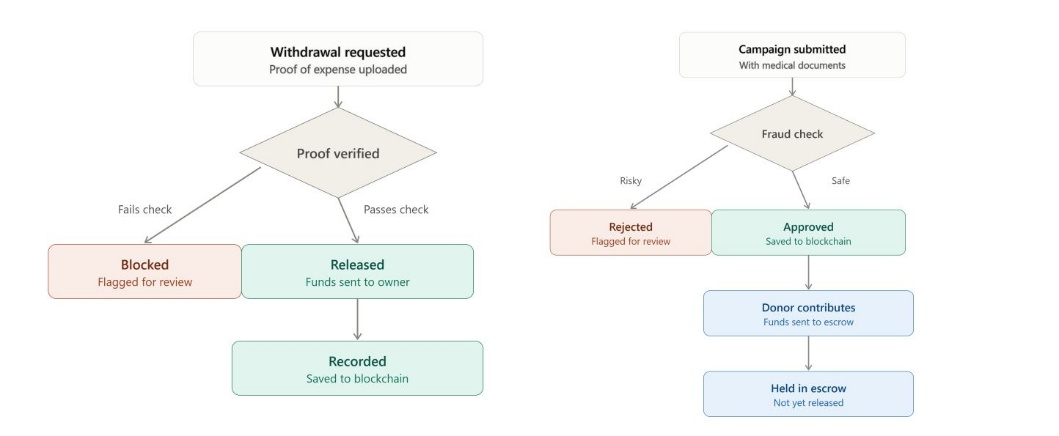 Withdrawal requested
Proof of expense uploaded
Proof verified
Fails check
Passes check
Blocked
Flagged for review
Released
Funds sent to owner
Recorded
Saved to blockchain
Campaign submitted
With medical documents
Fraud check
Risky
Safe
Rejected
Flagged for review
Approved
Saved to blockchain
Donor contributes
Funds sent to escrow
Held in escrow
Not yet released